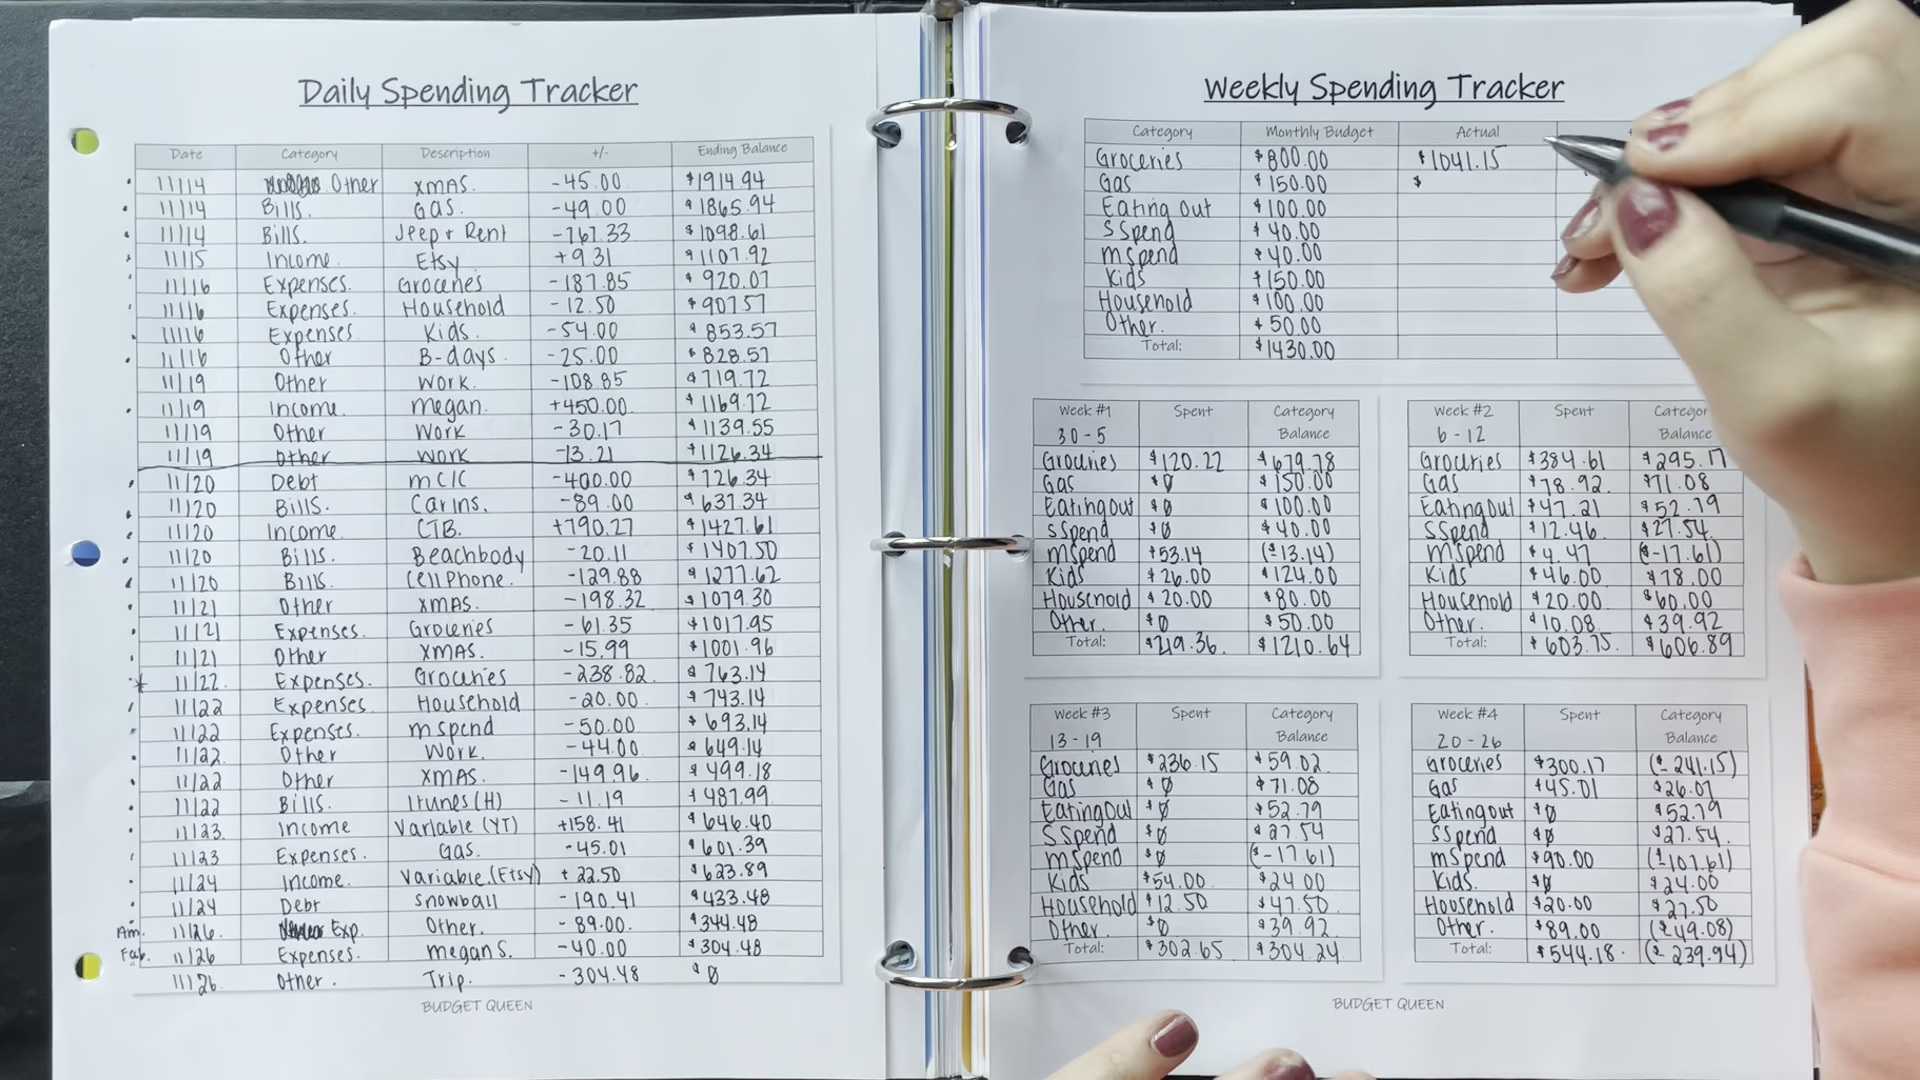 Daily Spending Tracker
Date Category Description +/- Ending Balance
11/14 Other XMAS. -45.00 $1914.94
11/14 Bills. Gas. -49.00 $1865.94
11/14 Bills. Jeep + Rent -767.33 $1098.61
11/15 Income. Etsy +9.31 $1107.92
11/16 Expenses. Groceries -187.85 $920.07
11/16 Expenses. Household -12.50 $907.57
11/16 Expenses Kids. -54.00 $853.57
11/16 Other B-days. -25.00 $828.57
11/19 Other Work. -108.85 $719.72
11/19 Income. Megan. +450.00 $1169.72
11/19 Other Work -30.17 $1139.55
11/19 Other Work -13.21 $1126.34
11/20 Debt MC/C -400.00 $726.34
11/20 Bills. Car ins. -89.00 $637.34
11/20 Income CTB. +790.27 $1427.61
11/20 Bills. Beachbody -20.11 $1407.50
11/20 Bills. Cell Phone. -129.88 $1277.62
11/21 Other XMAS. -198.32 $1079.30
11/21 Expenses. Groceries -61.35 $1017.95
11/21 Other XMAS. -15.99 $1001.96
11/22. Expenses. Groceries -238.82. $763.14
11/22 Expenses. Household -20.00. $743.14
11/22 Expenses. mspend -50.00 $693.14
11/22. Other Work. -44.00. $649.14
11/22 Other XMAS. -149.96. $499.18
11/22 Bills. Itunes (H) -11.19 $487.99
11/23. Income Variable (YT) +158.41 $646.40
11/23 Expenses. Gas. -45.01 $601.39
11/24 Income. Variable.(Etsy) +22.50 $623.89
11/24 Debt Snowball -190.41 $433.48
Am. 11/26. Exp. Other. -89.00. $344.48
Fab. 11/26 Expenses. megan S. -40.00 $304.48
11/26. Other. Trip. -304.48 $0
BUDGET QUEEN
Weekly Spending Tracker
Category Monthly Budget Actual
Groceries $800.00 $1041.15
Gas $150.00 $
Eating Out $100.00
S Spend $40.00
m spend $40.00
Kids $150.00
Household $100.00
Other. $50.00
Total: $1430.00
Week #1 Spent Category Balance
30-5
Groceries $120.22 $679.78
Gas $0 $150.00
Eating out $0 $100.00
S Spend $0 $40.00
mspend $53.14 ($13.14)
Kids $26.00 $124.00
Household $20.00 $80.00
Other. $0 $50.00
Total: $219.36. $1210.64
Week #2 Spent Categor Balance
6-12
Groceries $384.61 $295.17
Gas $78.92. $71.08
Eating out $47.21 $52.79
S Spend $12.46 $27.54.
m Spend $4.47 ($-17.61)
Kids $46.00 $78.00
Household $20.00 $60.00
Other. $10.08. $39.92
Total: $603.75. $606.89
Week #3 Spent Category Balance
13-19
Groceries $236.15 $59.02.
Gas $0 $71.08
Eating Out $0 $52.79
S Spend $0 $27.54
m Spend $0 ($-17.61)
Kids $54.00. $24.00
Household $12.50 $47.50
Other. $0 $39.92
Total: $302.65 $304.24
Week #4 Spent Category Balance
20-26
Groceries $300.17 ($-241.15)
Gas $45.01 $26.07
Eating out $0 $52.79
S Spend $0 $27.54.
m Spend $90.00 ($-107.61)
Kids. $0 $24.00
Household $20.00 $27.50
Other. $89.00 ($-49.08)
Total: $544.18. ($-239.94)
BUDGET QUEEN